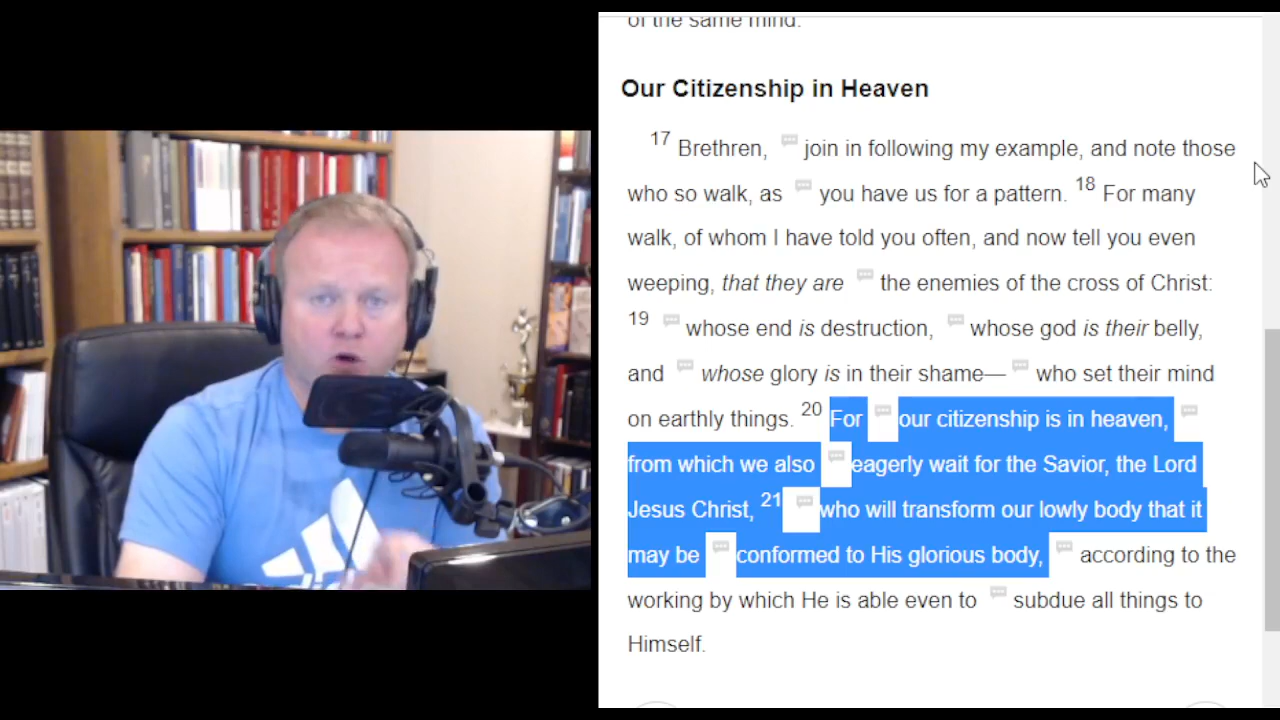 of the same mind.
Our Citizenship in Heaven
17 Brethren, join in following my example, and note those
who so walk, as you have us for a pattern. 18 For many
walk, of whom I have told you often, and now tell you even
weeping, that they are the enemies of the cross of Christ:
19 whose end is destruction, whose god is their belly,
and whose glory is in their shame— who set their mind
on earthly things. 20 For our citizenship is in heaven,
from which we also eagerly wait for the Savior, the Lord
Jesus Christ, 21 who will transform our lowly body that it
may be conformed to His glorious body, according to the
working by which He is able even to subdue all things to
Himself.